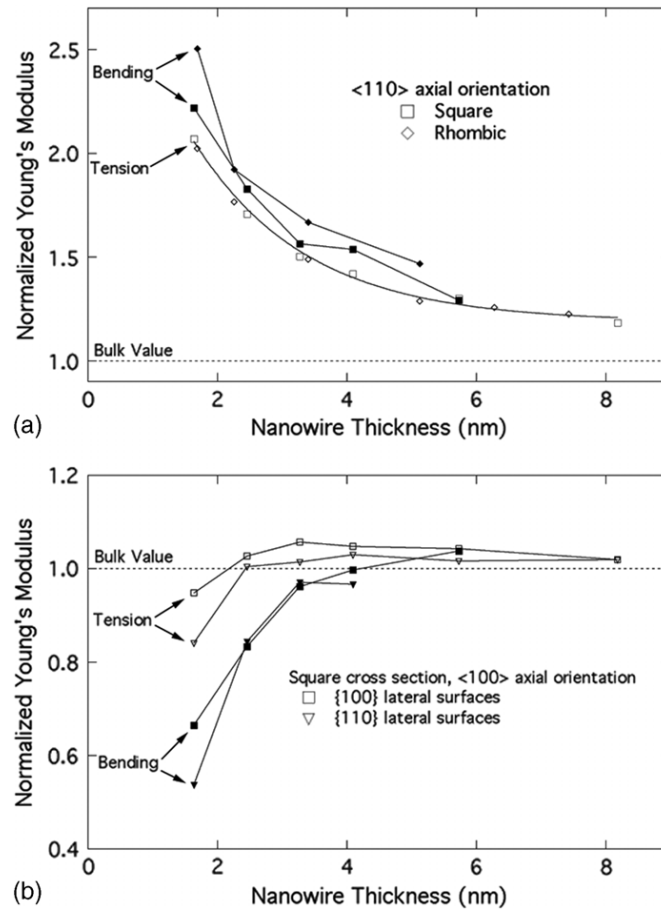 2.5
2.0
1.5
1.0
Normalized Young's Modulus
Bending
Tension
<110> axial orientation
Square
Rhombic
Bulk Value
0
2
4
6
8
(a)
Nanowire Thickness (nm)
1.2
1.0
0.8
0.6
0.4
Normalized Young's Modulus
Bulk Value
Tension
Bending
Square cross section, <100> axial orientation
{100} lateral surfaces
{110} lateral surfaces
0
2
4
6
8
(b)
Nanowire Thickness (nm)